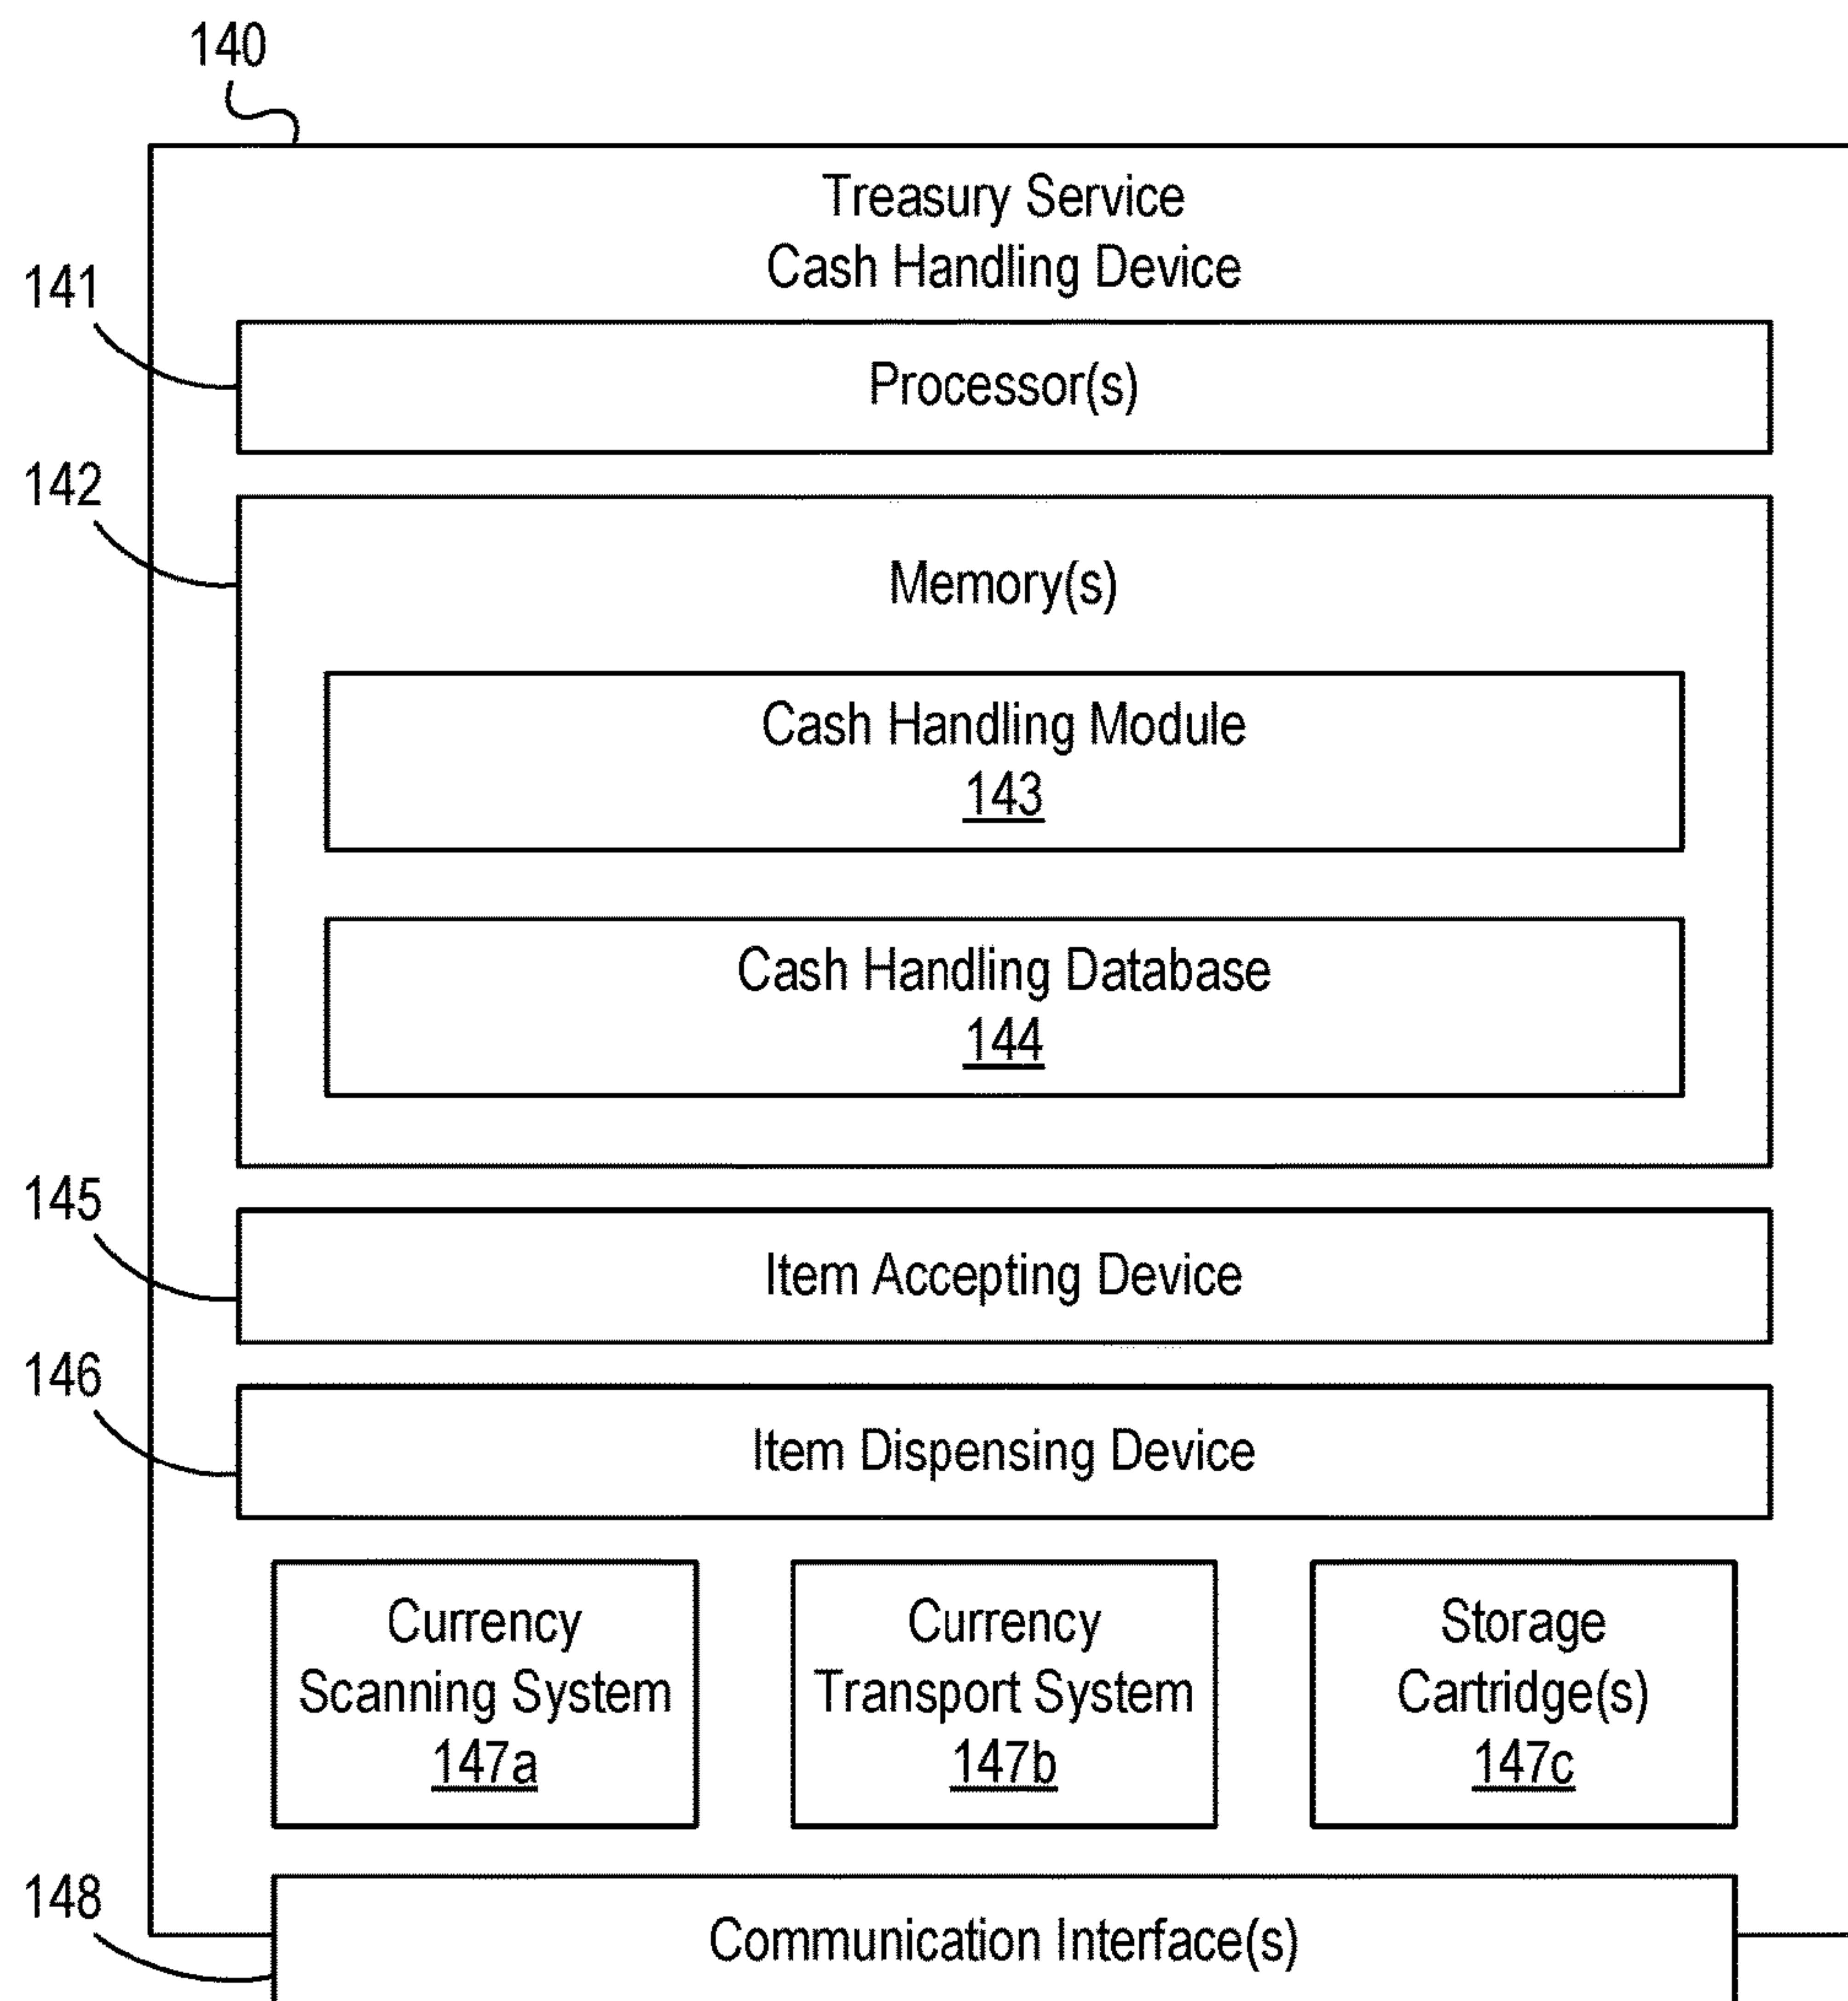 140
Treasury Service
Cash Handling Device
141
Processor(s)
142
Memory(s)
Cash Handling Module
143
Cash Handling Database
144
145
Item Accepting Device
146
Item Dispensing Device
Currency
Scanning System
147a
Currency
Transport System
147b
Storage
Cartridge(s)
147c
148
Communication Interface(s)